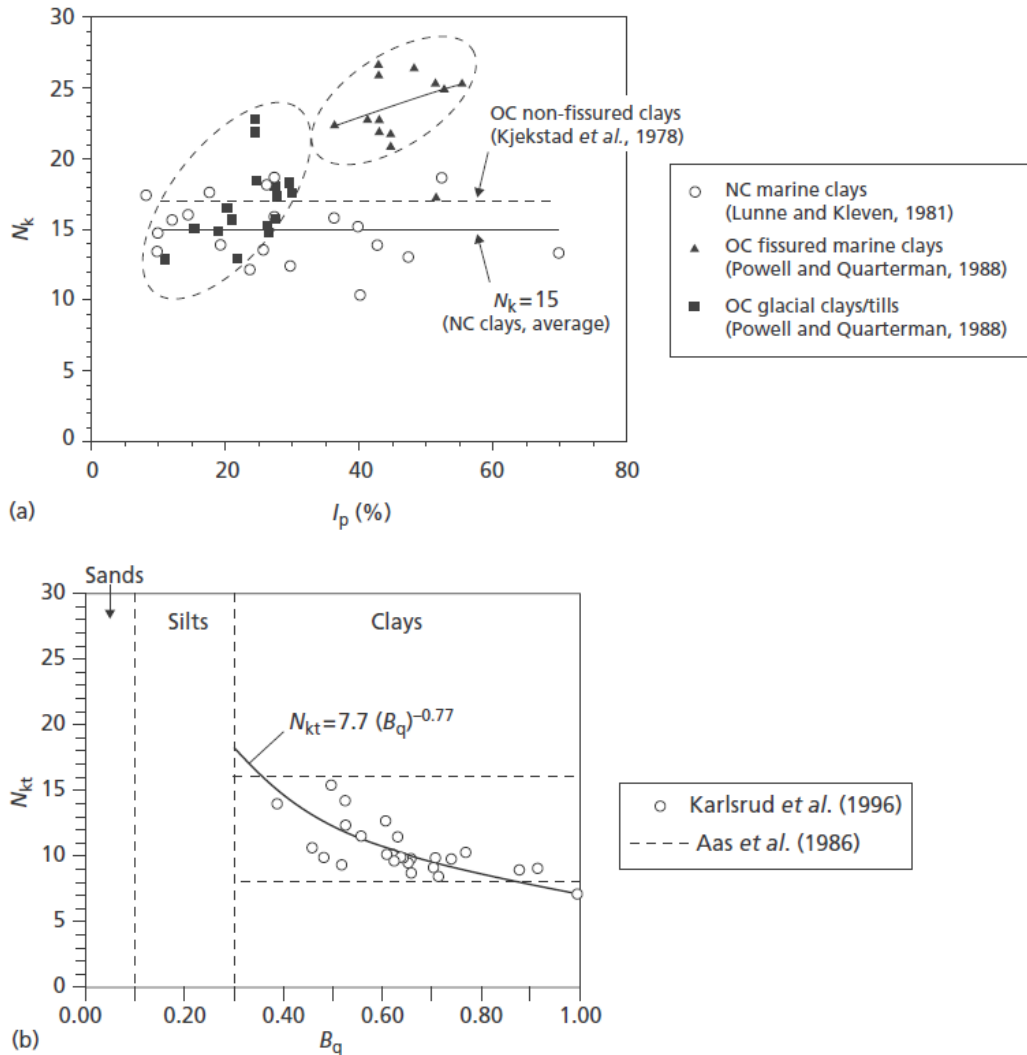 30
25
20
15
10
5
0
N_k
0
20
40
60
80
I_p (%)
(a)
OC non-fissured clays
(Kjekstad et al., 1978)
N_k = 15
(NC clays, average)
NC marine clays
(Lunne and Kleven, 1981)
OC fissured marine clays
(Powell and Quarterman, 1988)
OC glacial clays/tills
(Powell and Quarterman, 1988)
Sands
Silts
Clays
30
25
20
15
10
5
0
N_kt
N_kt = 7.7 (B_q)^–0.77
0.00
0.20
0.40
0.60
0.80
1.00
B_q
(b)
Karlsrud et al. (1996)
Aas et al. (1986)